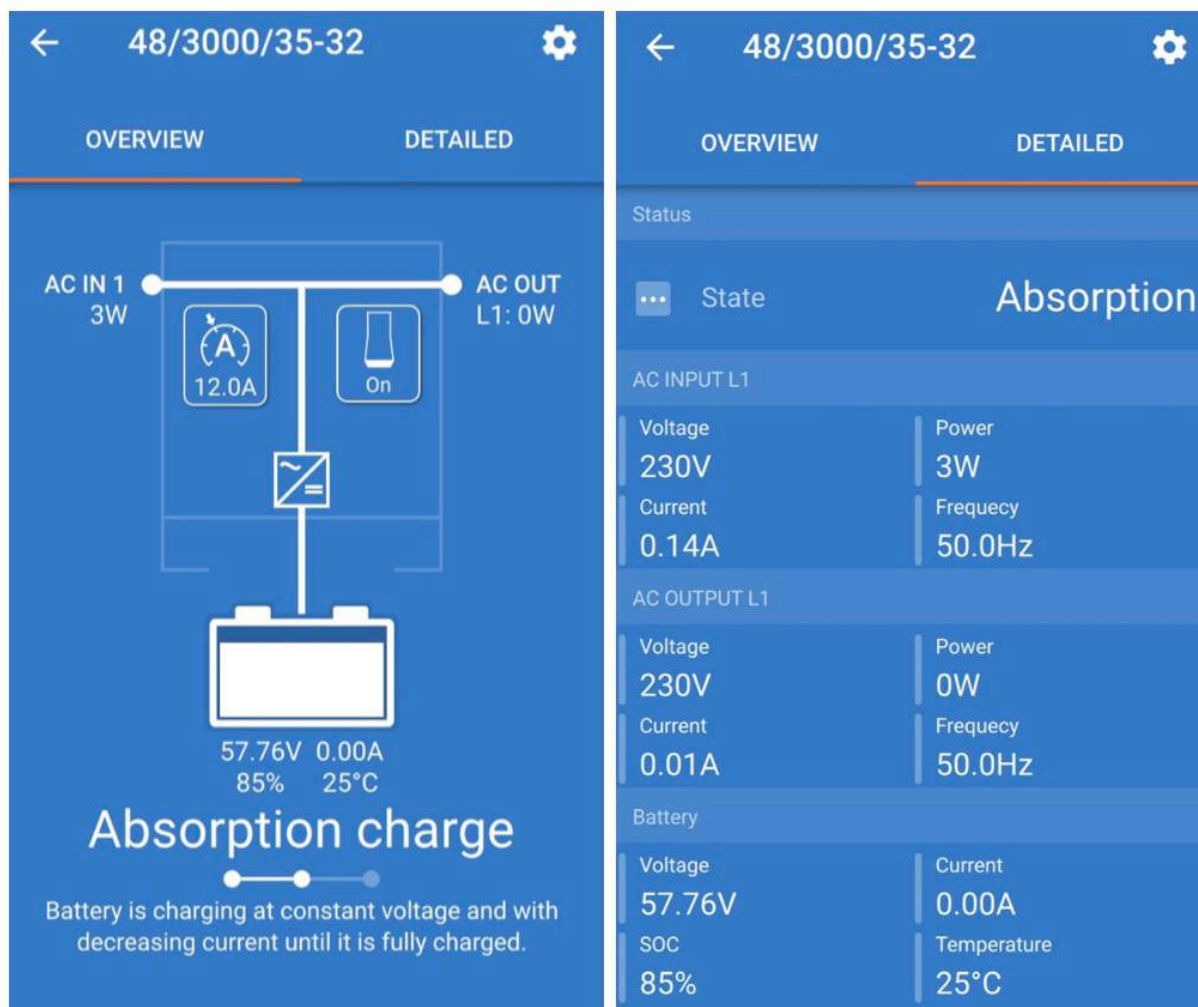 48/3000/35-32
OVERVIEW DETAILED
AC IN 1
3W
AC OUT
L1: 0W
A
12.0A
On
57.76V 0.00A
85% 25°C
Absorption charge
Battery is charging at constant voltage and with
decreasing current until it is fully charged.
48/3000/35-32
OVERVIEW DETAILED
Status
State Absorption
AC INPUT L1
Voltage Power
230V 3W
Current Frequecy
0.14A 50.0Hz
AC OUTPUT L1
Voltage Power
230V 0W
Current Frequecy
0.01A 50.0Hz
Battery
Voltage Current
57.76V 0.00A
SOC Temperature
85% 25°C